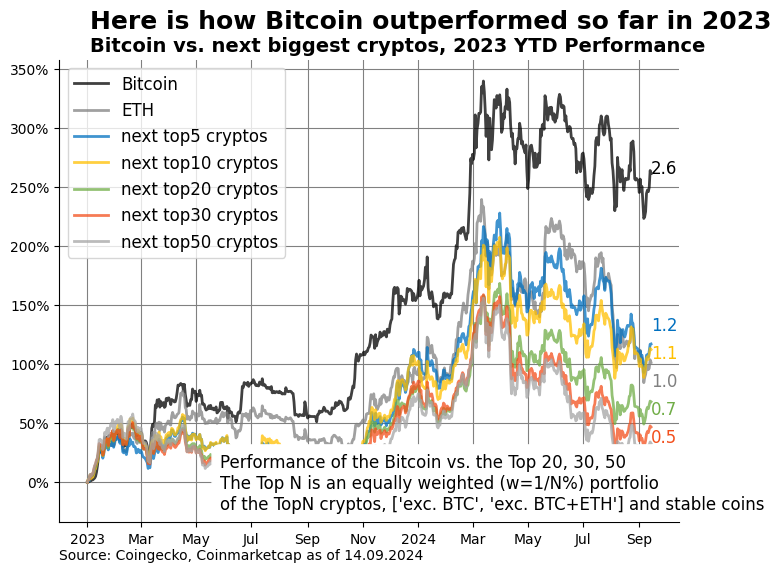 Here is how Bitcoin outperformed so far in 2023
Bitcoin vs. next biggest cryptos, 2023 YTD Performance
350%
300%
250%
200%
150%
100%
50%
0%
Bitcoin
ETH
next top5 cryptos
next top10 cryptos
next top20 cryptos
next top30 cryptos
next top50 cryptos
2.6
1.2
1.1
1.0
0.7
0.5
Performance of the Bitcoin vs. the Top 20, 30, 50
The Top N is an equally weighted (w=1/N%) portfolio
of the TopN cryptos, ['exc. BTC', 'exc. BTC+ETH'] and stable coins
2023 Mar May Jul Sep Nov 2024 Mar May Jul Sep
Source: Coingecko, Coinmarketcap as of 14.09.2024